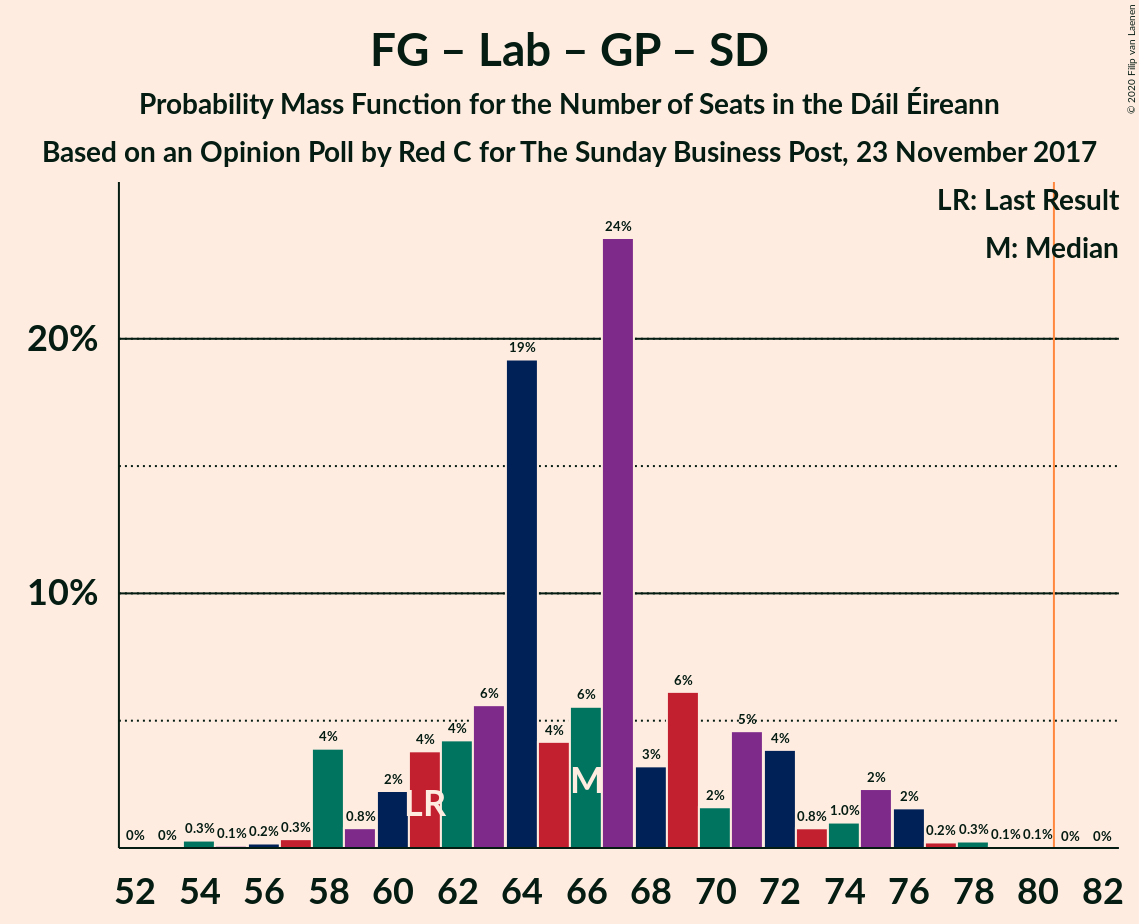 FG – Lab – GP – SD
Probability Mass Function for the Number of Seats in the Dáil Éireann
Based on an Opinion Poll by Red C for The Sunday Business Post, 23 November 2017
© 2020 Filip van Laenen
LR: Last Result
M: Median
20%
10%
0% 0% 0.3% 0.1% 0.2% 0.3% 4% 0.8% 2% 4% 4% 6% 19% 4% 6% 24% 3% 6% 2% 5% 4% 0.8% 1.0% 2% 2% 0.2% 0.3% 0.1% 0.1% 0% 0%
LR M
52 54 56 58 60 62 64 66 68 70 72 74 76 78 80 82